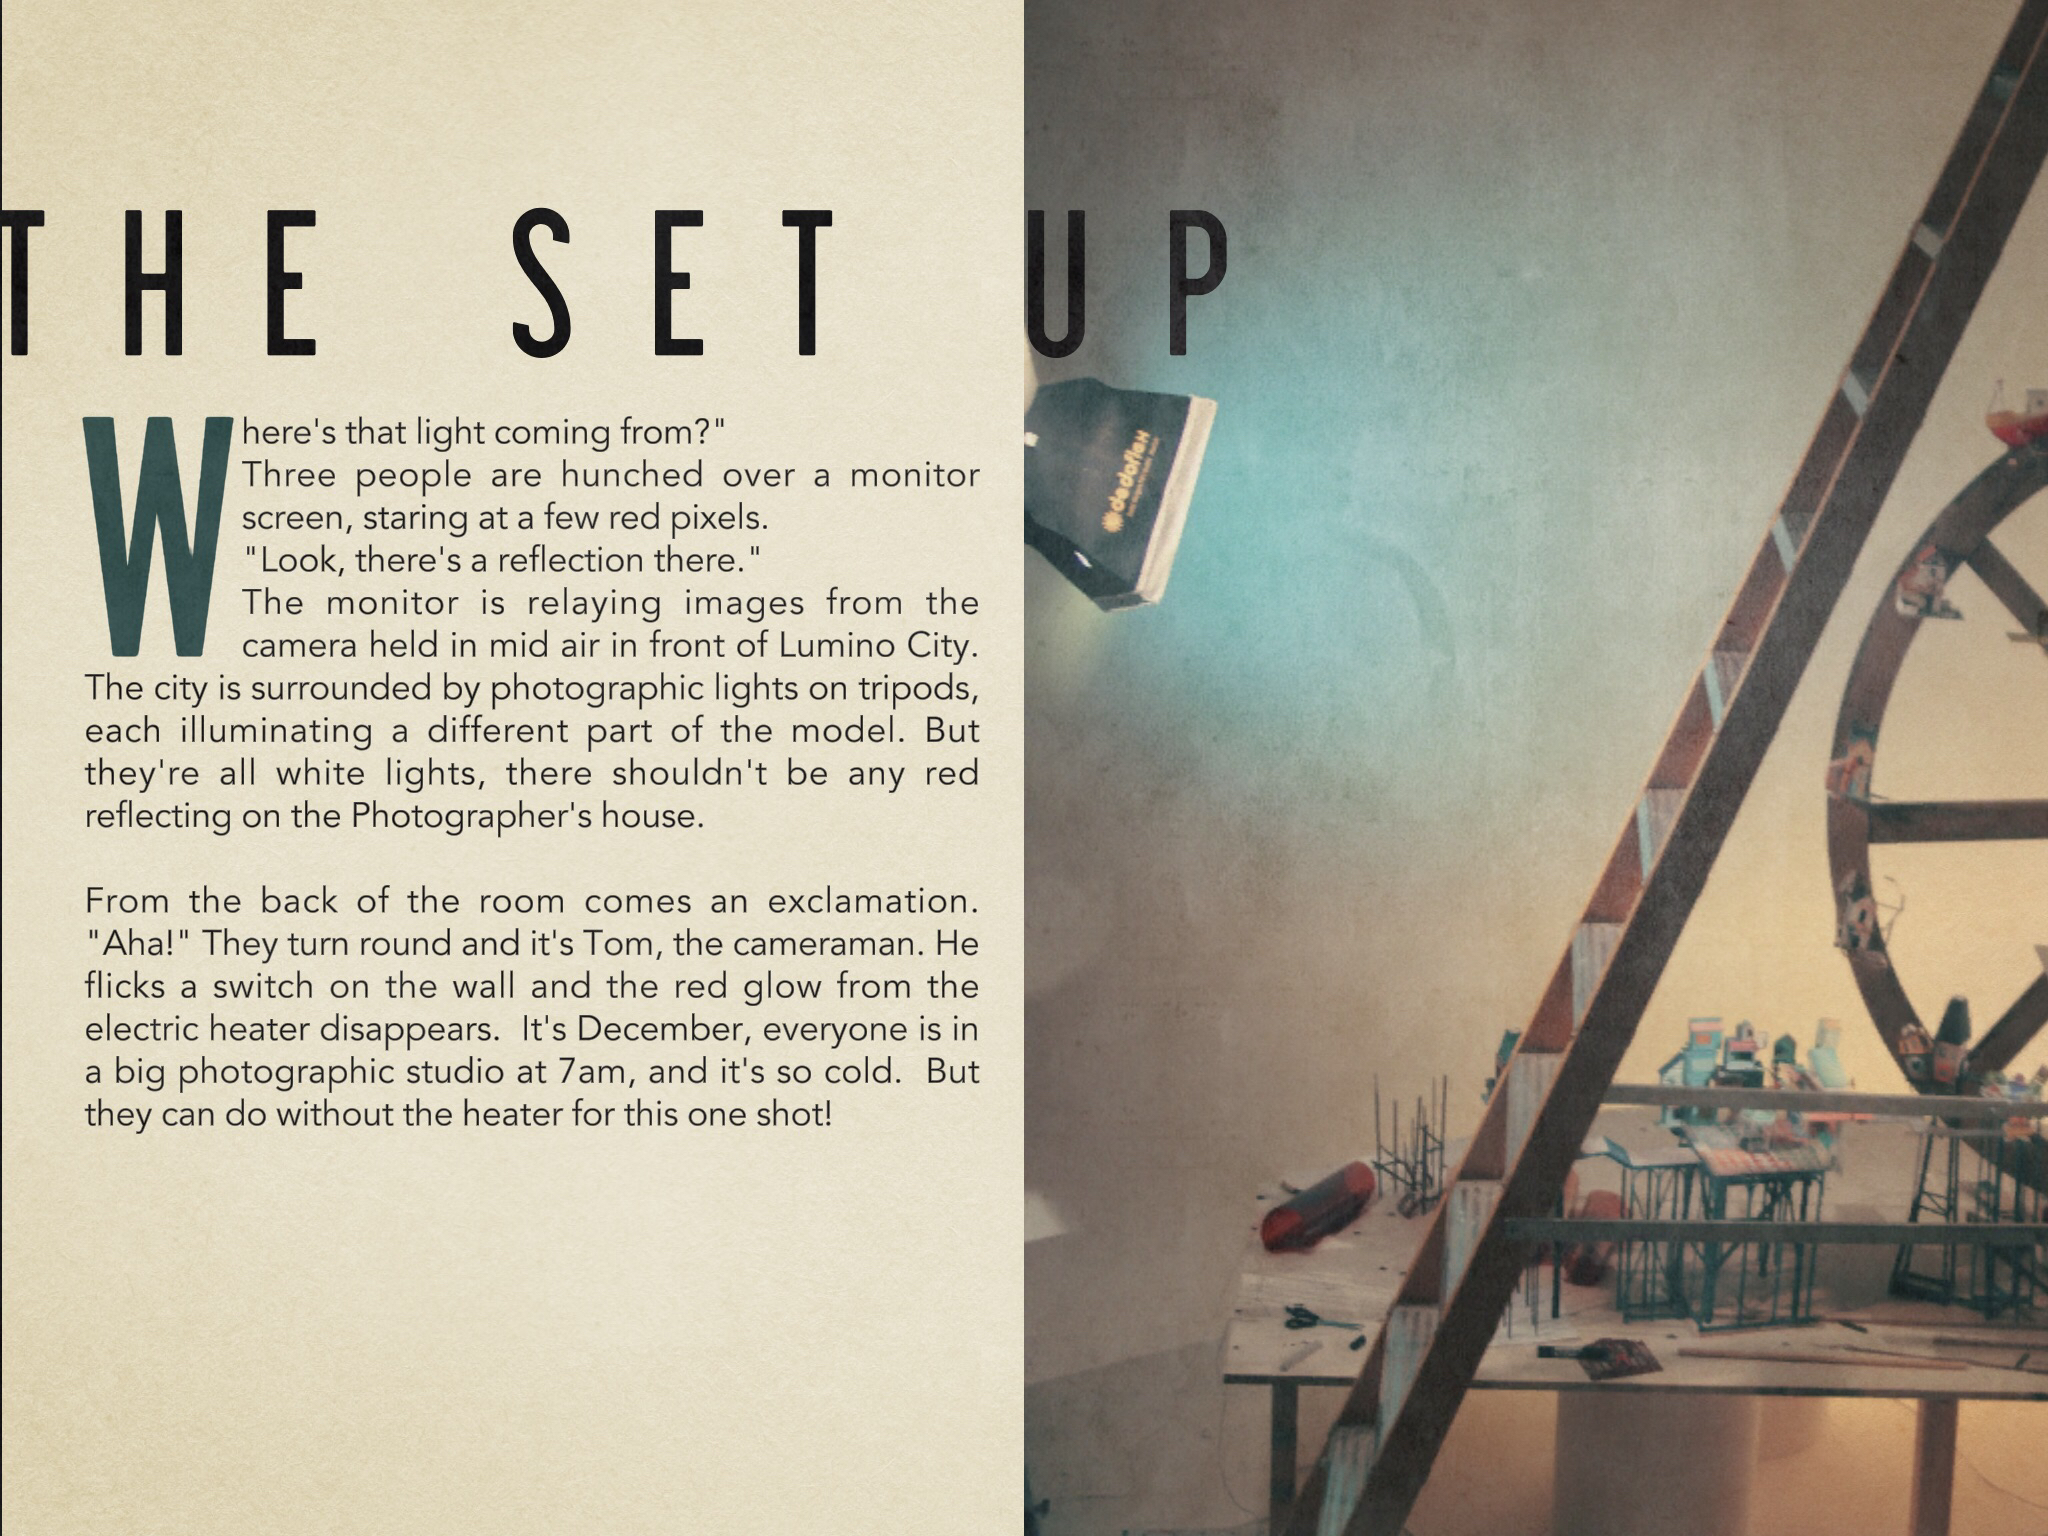 THE SET UP
Where's that light coming from?"
Three people are hunched over a monitor
screen, staring at a few red pixels.
"Look, there's a reflection there."
The monitor is relaying images from the
camera held in mid air in front of Lumino City.
The city is surrounded by photographic lights on tripods,
each illuminating a different part of the model. But
they're all white lights, there shouldn't be any red
reflecting on the Photographer's house.
From the back of the room comes an exclamation.
"Aha!" They turn round and it's Tom, the cameraman. He
flicks a switch on the wall and the red glow from the
electric heater disappears.  It's December, everyone is in
a big photographic studio at 7am, and it's so cold.  But
they can do without the heater for this one shot!
dedoflex